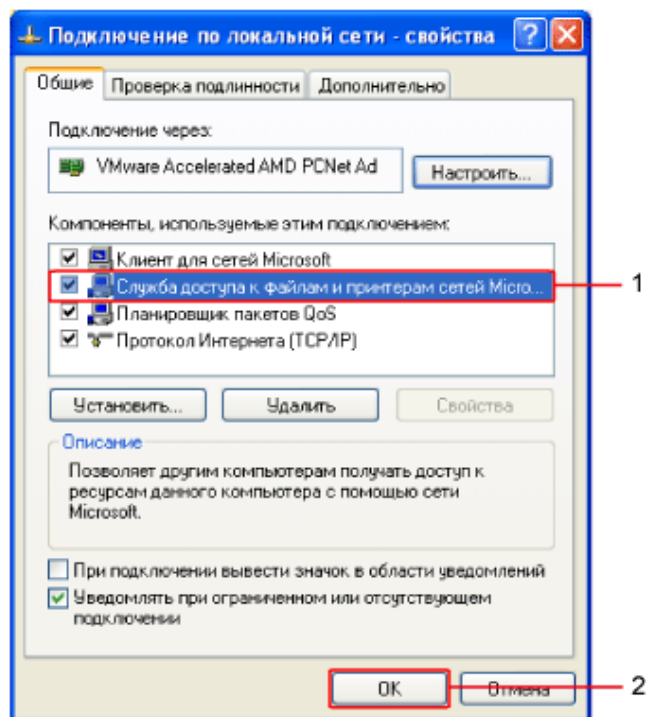 Подключение по локальной сети - свойства
Общие Проверка подлинности Дополнительно
Подключение через:
VMware Accelerated AMD PCNet Ad Настроить...
Компоненты, используемые этим подключением:
Клиент для сетей Microsoft
Служба доступа к файлам и принтерам сетей Micro... 1
Планировщик пакетов QoS
Протокол Интернета (TCP/IP)
Установить... Удалить Свойства
Описание
Позволяет другим компьютерам получать доступ к
ресурсам данного компьютера с помощью сети
Microsoft.
При подключении вывести значок в области уведомлений
Уведомлять при ограниченном или отсутствующем
подключении
OK Отмена 2